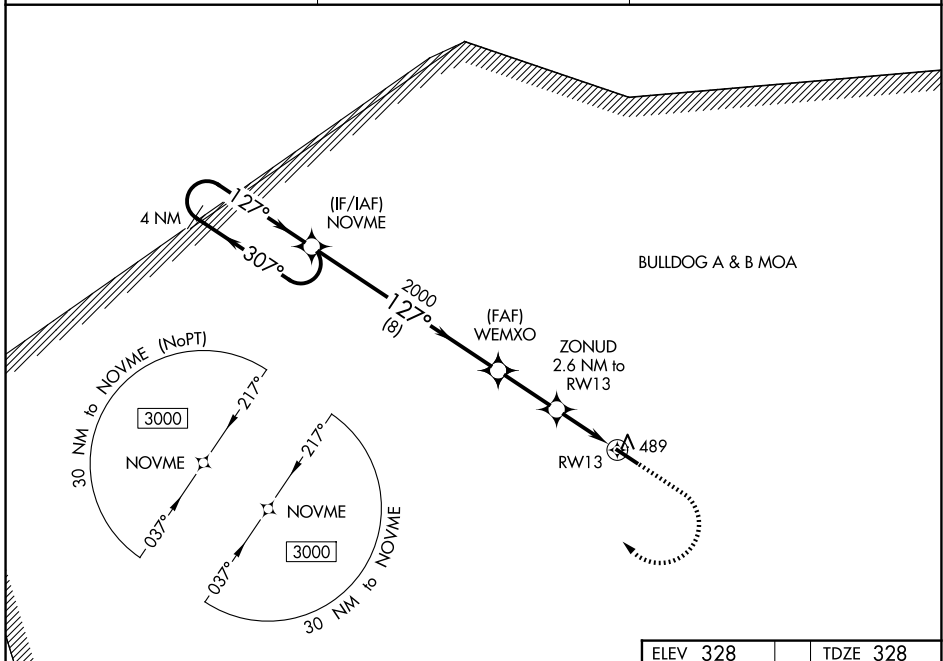 4 NM
127°
307°
(IF/IAF)
NOVME
2000
127°
(8)
(FAF)
WEMXO
ZONUD
2.6 NM to
RW13
BULLDOG A & B MOA
489
RW13
30 NM to NOVME (NoPT)
3000
217°
NOVME
037°
217°
NOVME
3000
037°
30 NM to NOVME
ELEV 328
TDZE 328